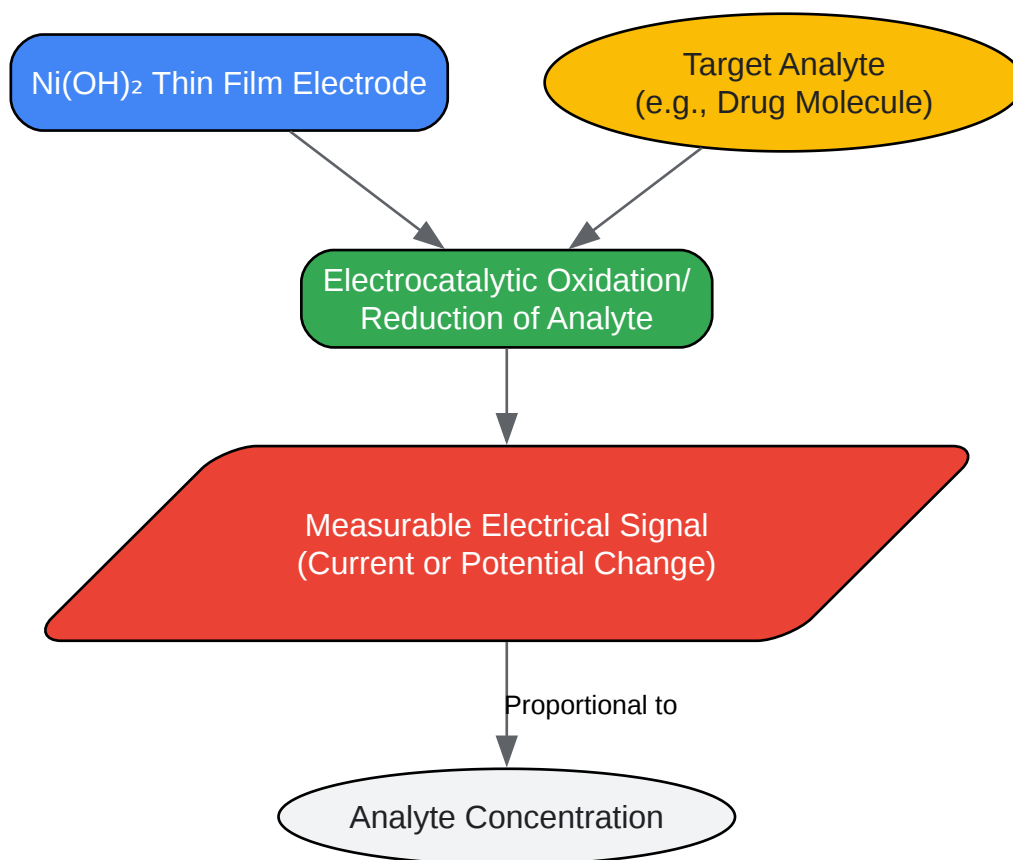 Ni(OH)₂ Thin Film Electrode
Target Analyte
(e.g., Drug Molecule)
Electrocatalytic Oxidation/
Reduction of Analyte
Measurable Electrical Signal
(Current or Potential Change)
Proportional to
Analyte Concentration